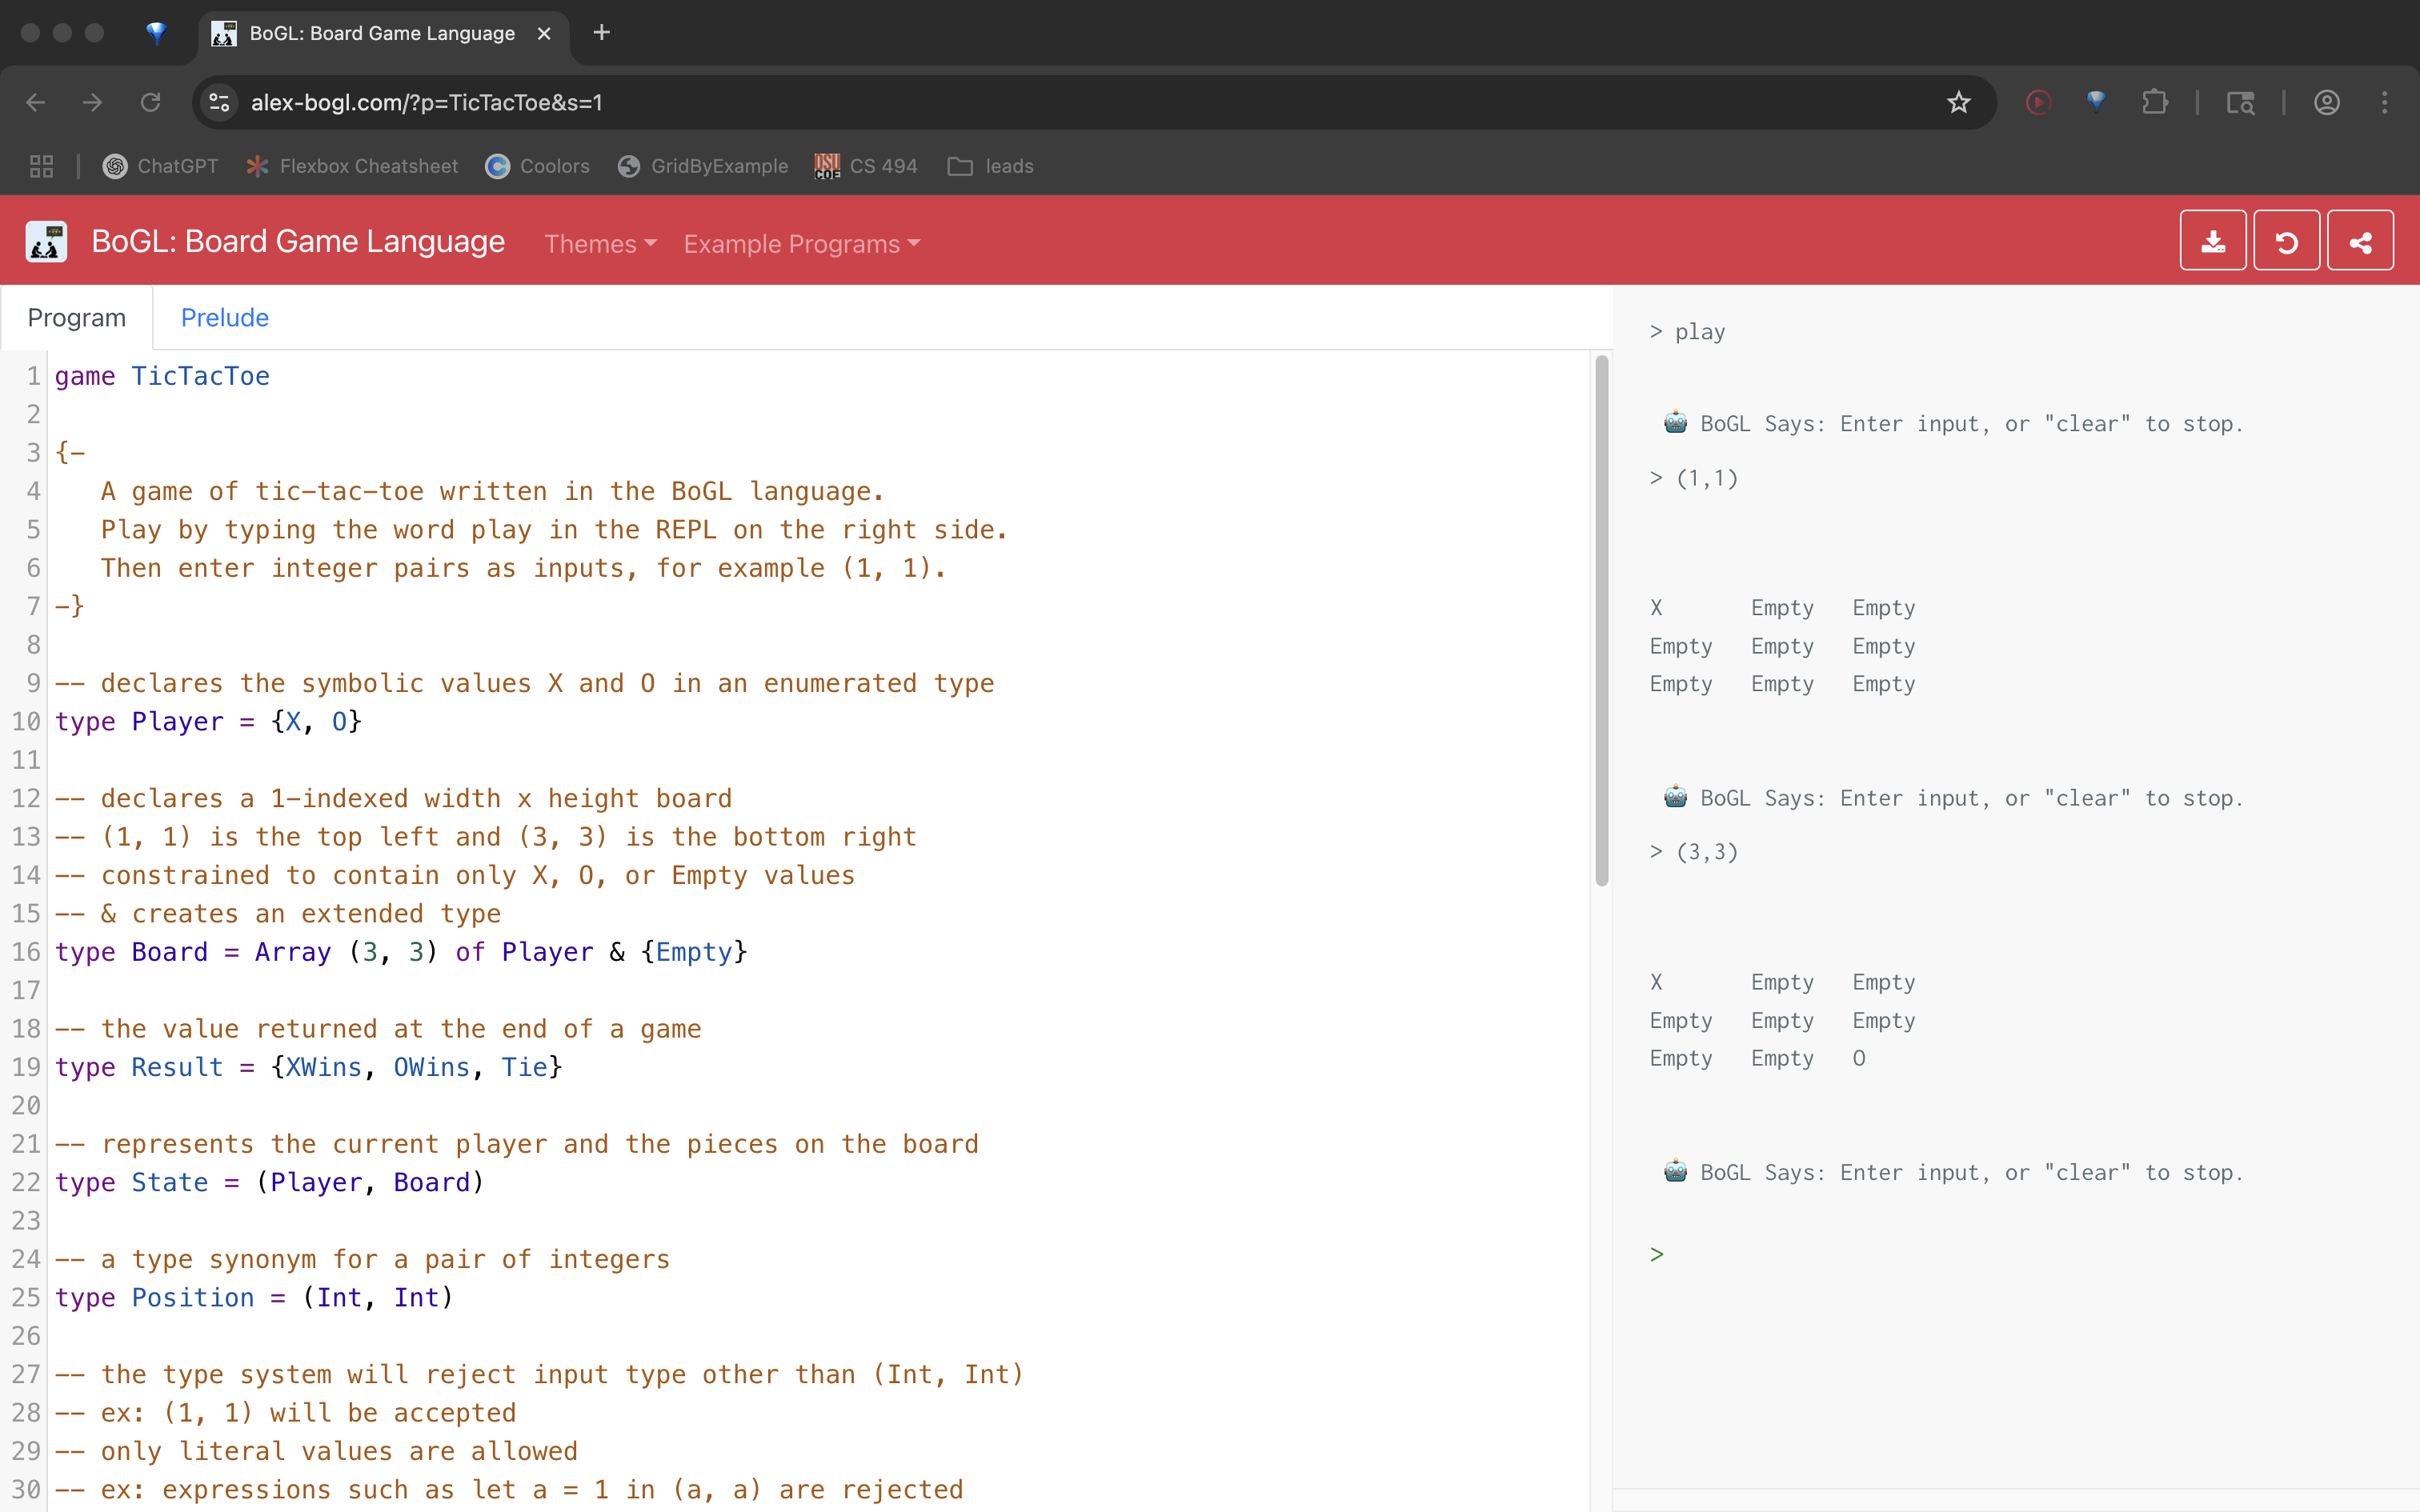 BoGL: Board Game Language
alex-bogl.com/?p=TicTacToe&s=1
ChatGPT
Flexbox Cheatsheet
Coolors
GridByExample
OSU COE CS 494
leads
BoGL: Board Game Language
Themes
Example Programs
Program
Prelude
1 game TicTacToe
2
3 {-
4 A game of tic-tac-toe written in the BoGL language.
5 Play by typing the word play in the REPL on the right side.
6 Then enter integer pairs as inputs, for example (1, 1).
7 -}
8
9 -- declares the symbolic values X and O in an enumerated type
10 type Player = {X, O}
11
12 -- declares a 1-indexed width x height board
13 -- (1, 1) is the top left and (3, 3) is the bottom right
14 -- constrained to contain only X, O, or Empty values
15 -- & creates an extended type
16 type Board = Array (3, 3) of Player & {Empty}
17
18 -- the value returned at the end of a game
19 type Result = {XWins, OWins, Tie}
20
21 -- represents the current player and the pieces on the board
22 type State = (Player, Board)
23
24 -- a type synonym for a pair of integers
25 type Position = (Int, Int)
26
27 -- the type system will reject input type other than (Int, Int)
28 -- ex: (1, 1) will be accepted
29 -- only literal values are allowed
30 -- ex: expressions such as let a = 1 in (a, a) are rejected
> play
🤖 BoGL Says: Enter input, or "clear" to stop.
> (1,1)
X Empty Empty
Empty Empty Empty
Empty Empty Empty
🤖 BoGL Says: Enter input, or "clear" to stop.
> (3,3)
X Empty Empty
Empty Empty Empty
Empty Empty O
🤖 BoGL Says: Enter input, or "clear" to stop.
>